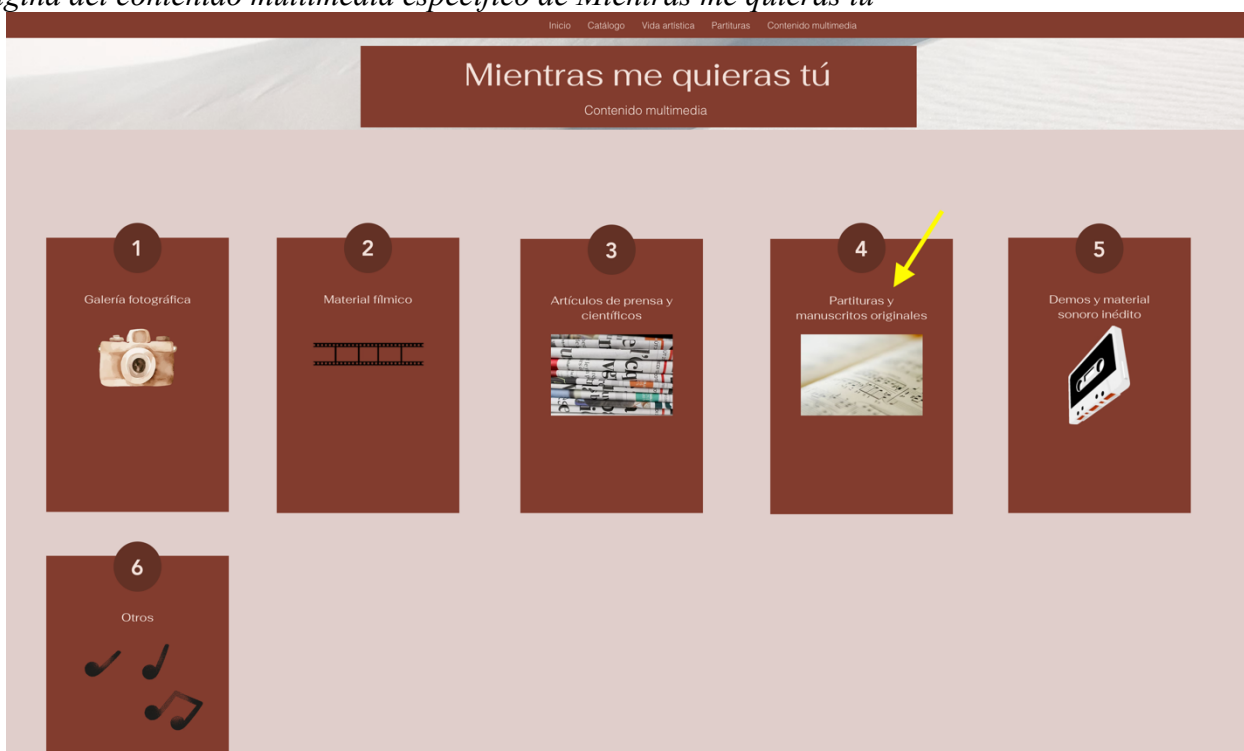 gina del contenido multimedia específico de Mientras me quieras tú
Inicio Catálogo Vida artística Partituras Contenido multimedia
Mientras me quieras tú
Contenido multimedia
1
Galería fotográfica
2
Material fílmico
3
Artículos de prensa y
científicos
4
Partituras y
manuscritos originales
5
Demos y material
sonoro inédito
6
Otros